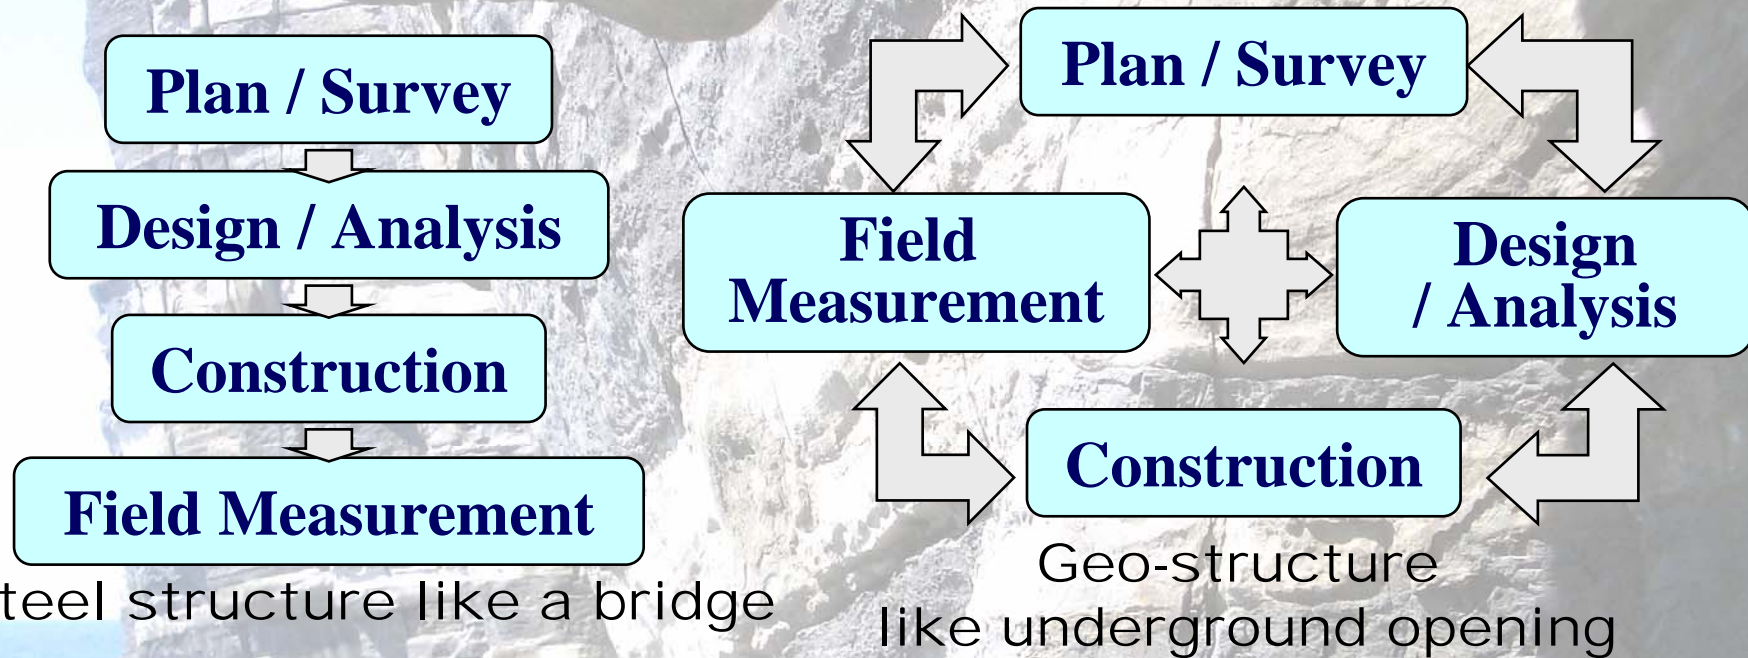 Plan / Survey
Design / Analysis
Construction
Field Measurement
teel structure like a bridge
Plan / Survey
Field
Measurement
Design
/ Analysis
Construction
Geo-structure
like underground opening